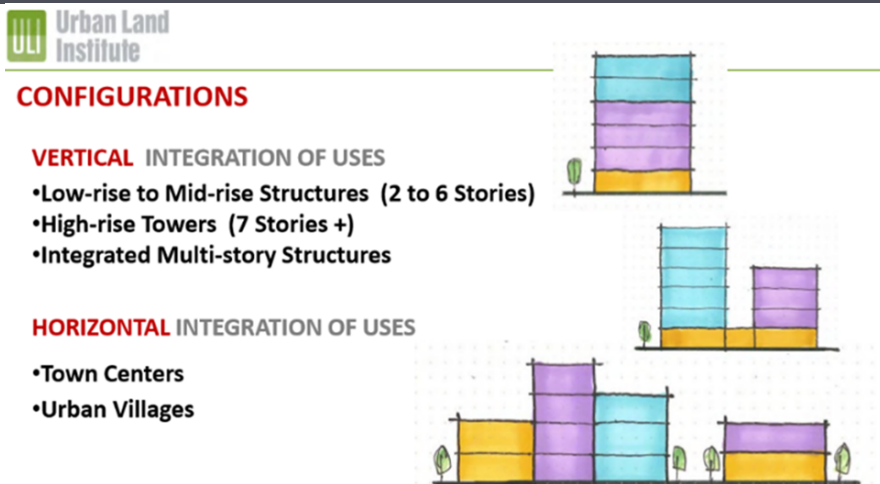 ULI Urban Land
Institute
CONFIGURATIONS
VERTICAL INTEGRATION OF USES
•Low-rise to Mid-rise Structures (2 to 6 Stories)
•High-rise Towers (7 Stories +)
•Integrated Multi-story Structures
HORIZONTAL INTEGRATION OF USES
•Town Centers
•Urban Villages